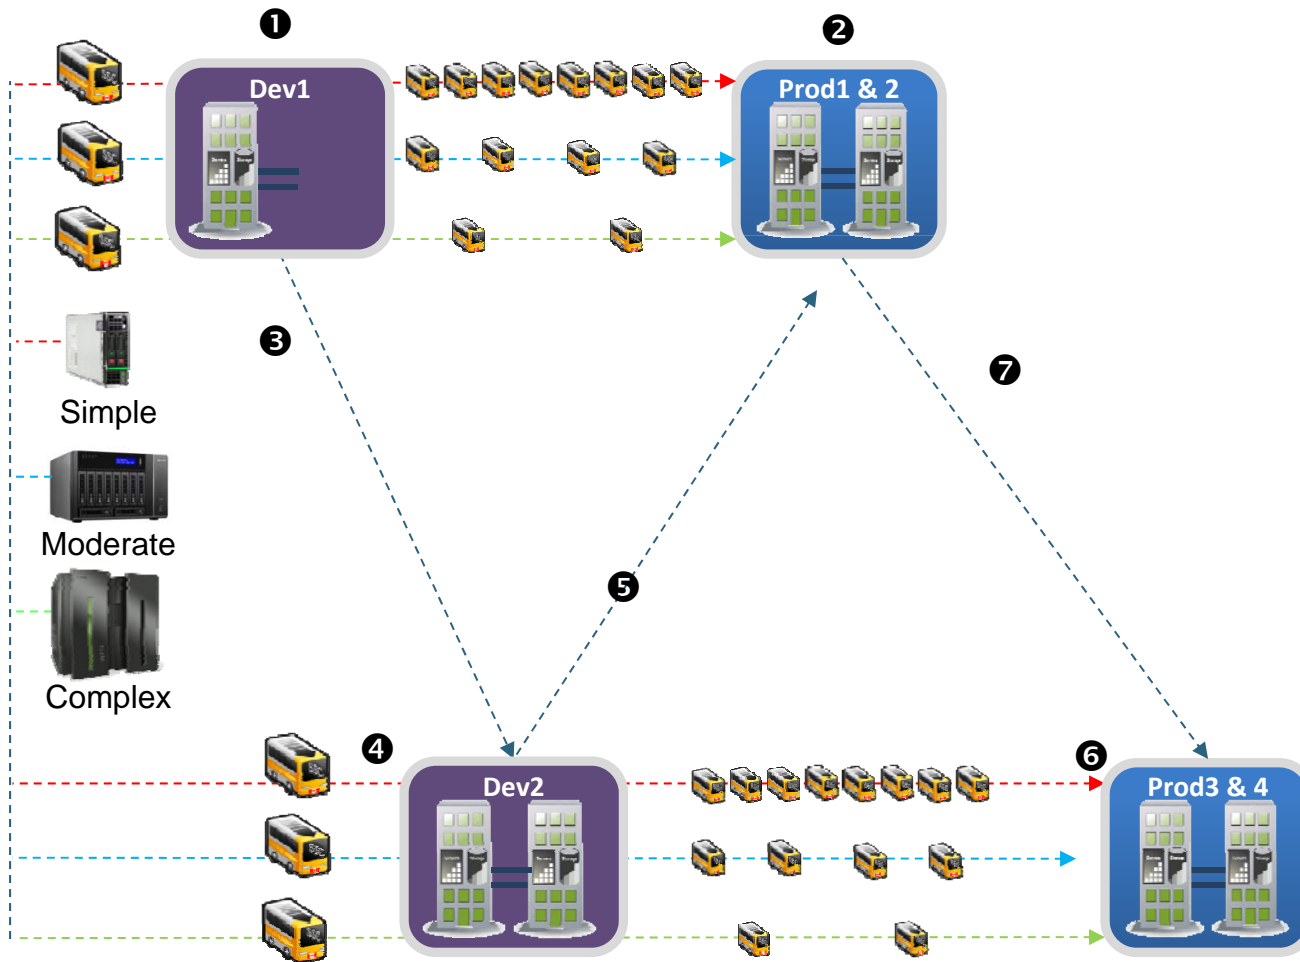 ❶
❷
Dev1
Prod1 & 2
❸
❼
Simple
Moderate
❺
Complex
❹
❻
Dev2
Prod3 & 4